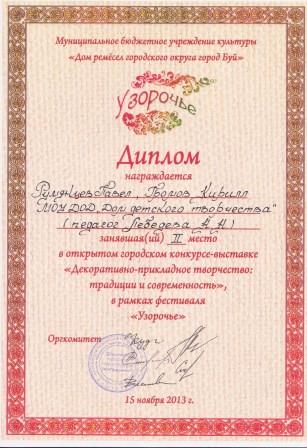 Муниципальное бюджетное учреждение культуры
«Дом ремёсел городского округа город Буй»
Узорочье
Диплом
награждается
Румянцев Павел, Кирилл
МОУ ДОД "Дом детского творчества"
(педагог Лебедева А.А)
занявшая(ий) II место
в открытом городском конкурсе-выставке
«Декоративно-прикладное творчество:
традиции и современность»,
в рамках фестиваля
«Узорочье»
Оргкомитет
15 ноября 2013 г.